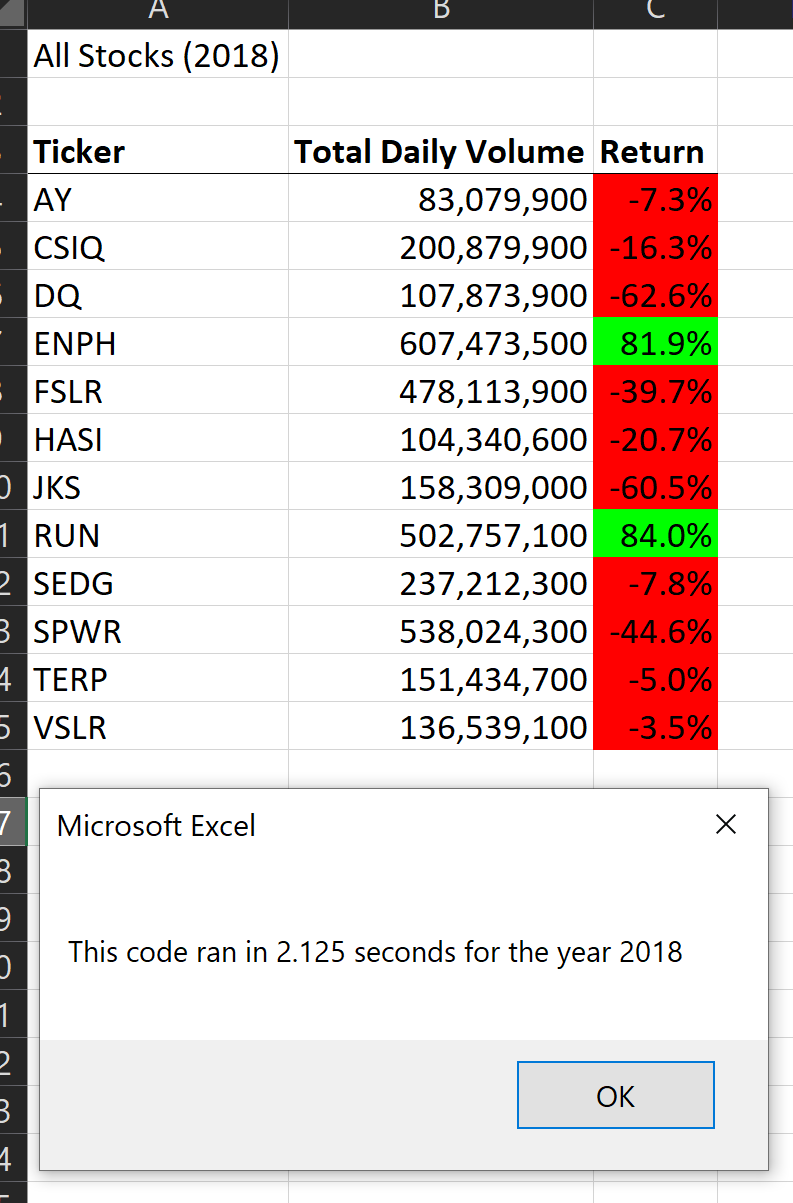 A B C
All Stocks (2018)
Ticker Total Daily Volume Return
AY 83,079,900 -7.3%
CSIQ 200,879,900 -16.3%
DQ 107,873,900 -62.6%
ENPH 607,473,500 81.9%
FSLR 478,113,900 -39.7%
HASI 104,340,600 -20.7%
JKS 158,309,000 -60.5%
RUN 502,757,100 84.0%
SEDG 237,212,300 -7.8%
SPWR 538,024,300 -44.6%
TERP 151,434,700 -5.0%
VSLR 136,539,100 -3.5%
Microsoft Excel
This code ran in 2.125 seconds for the year 2018
OK